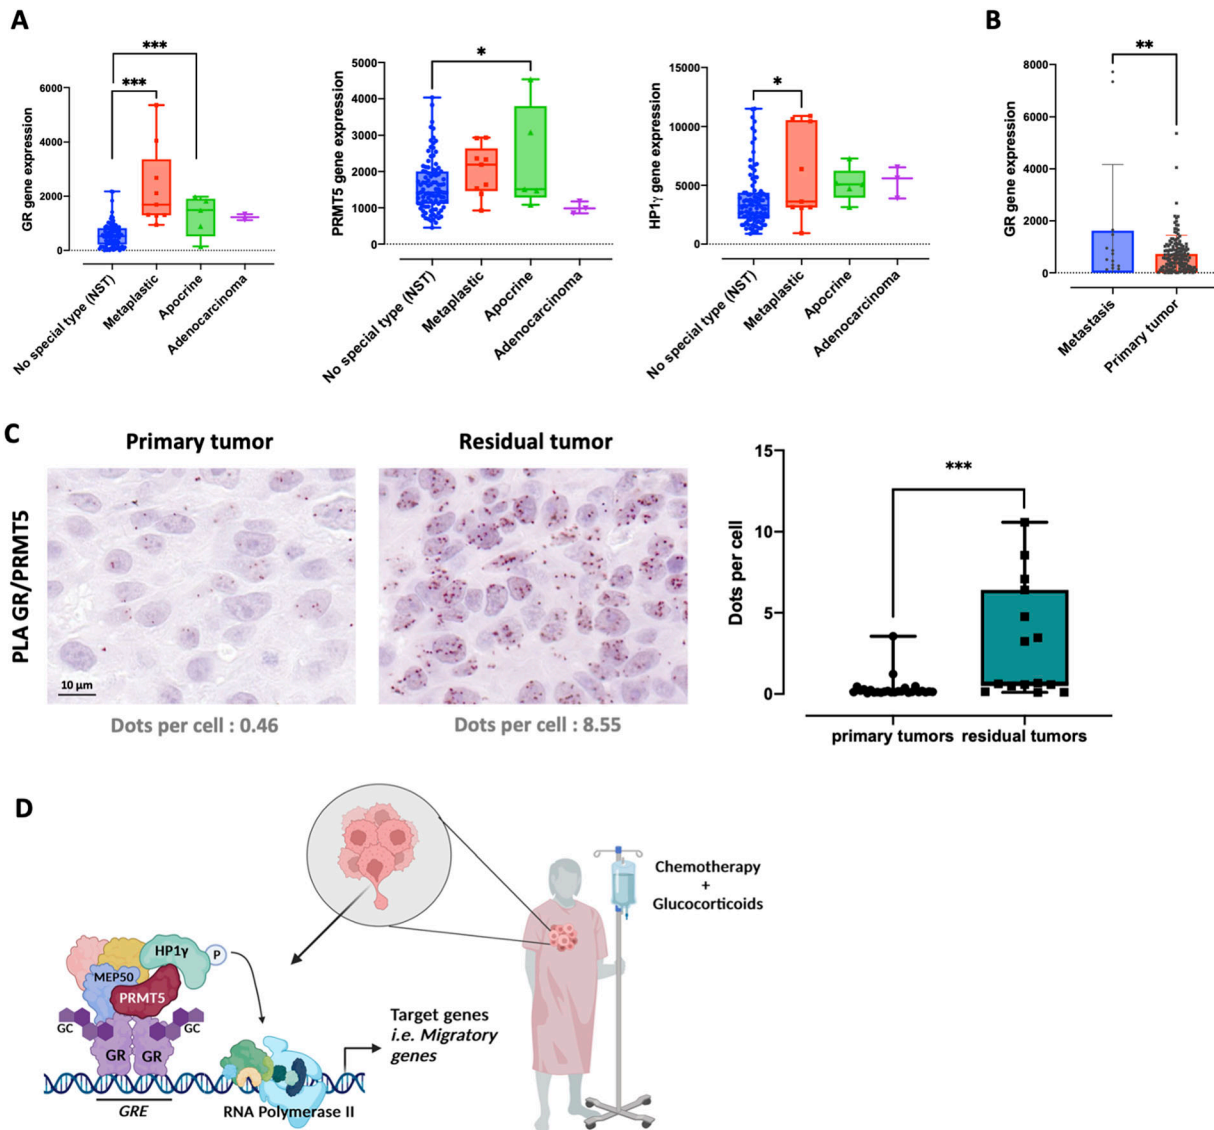 A
B
***
***
GR gene expression
6000
4000
2000
0
No special type (NST)
Metaplastic
Apocrine
Adenocarcinoma
*
PRMT5 gene expression
5000
4000
3000
2000
1000
0
No special type (NST)
Metaplastic
Apocrine
Adenocarcinoma
*
HP1γ gene expression
15000
10000
5000
0
No special type (NST)
Metaplastic
Apocrine
Adenocarcinoma
**
GR gene expression
8000
6000
4000
2000
0
Metastasis
Primary tumor
C
Primary tumor
Residual tumor
PLA GR/PRMT5
10 µm
Dots per cell : 0.46
Dots per cell : 8.55
***
Dots per cell
15
10
5
0
primary tumors
residual tumors
D
Chemotherapy
+
Glucocorticoids
HP1γ
P
MEP50
PRMT5
GC
GC
GR
GR
GRE
RNA Polymerase II
Target genes
i.e. Migratory
genes